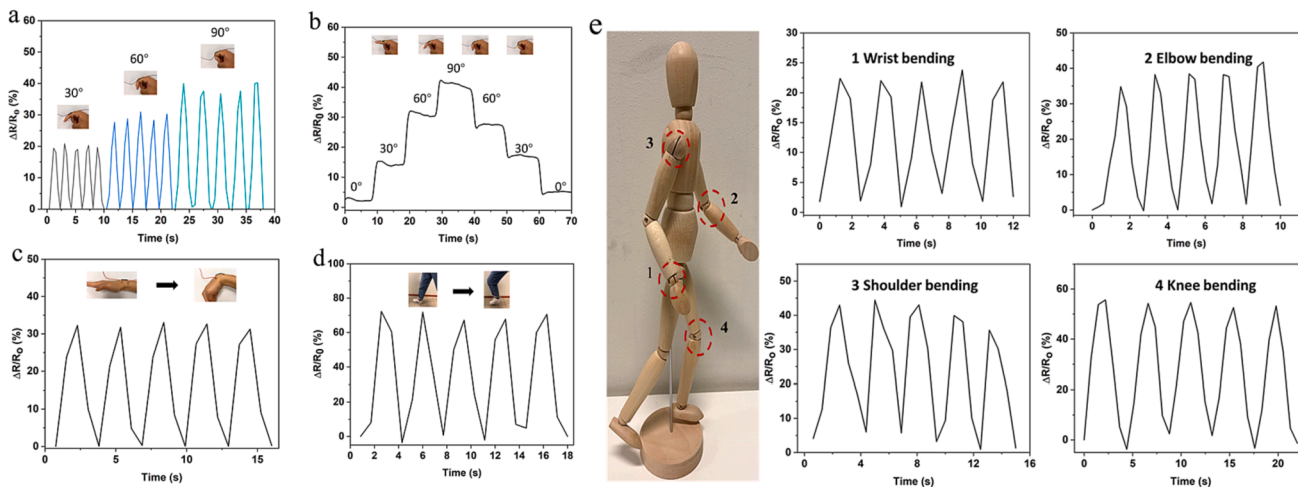 a
60
50
40
30
20
10
0
ΔR/R₀ (%)
30°
60°
90°
0 5 10 15 20 25 30 35 40
Time (s)
b
60
50
40
30
20
10
0
ΔR/R₀ (%)
0°
30°
60°
90°
60°
30°
0°
0 10 20 30 40 50 60 70
Time (s)
c
50
40
30
20
10
0
ΔR/R₀ (%)
0 5 10 15
Time (s)
d
100
80
60
40
20
0
ΔR/R₀ (%)
0 2 4 6 8 10 12 14 16 18
Time (s)
e
3
2
1
4
1 Wrist bending
30
25
20
15
10
5
0
ΔR/R₀ (%)
0 2 4 6 8 10 12
Time (s)
2 Elbow bending
50
40
30
20
10
0
ΔR/R₀ (%)
0 2 4 6 8 10
Time (s)
3 Shoulder bending
50
40
30
20
10
0
ΔR/R₀ (%)
0 4 8 12 16
Time (s)
4 Knee bending
60
40
20
0
ΔR/R₀ (%)
0 5 10 15 20
Time (s)